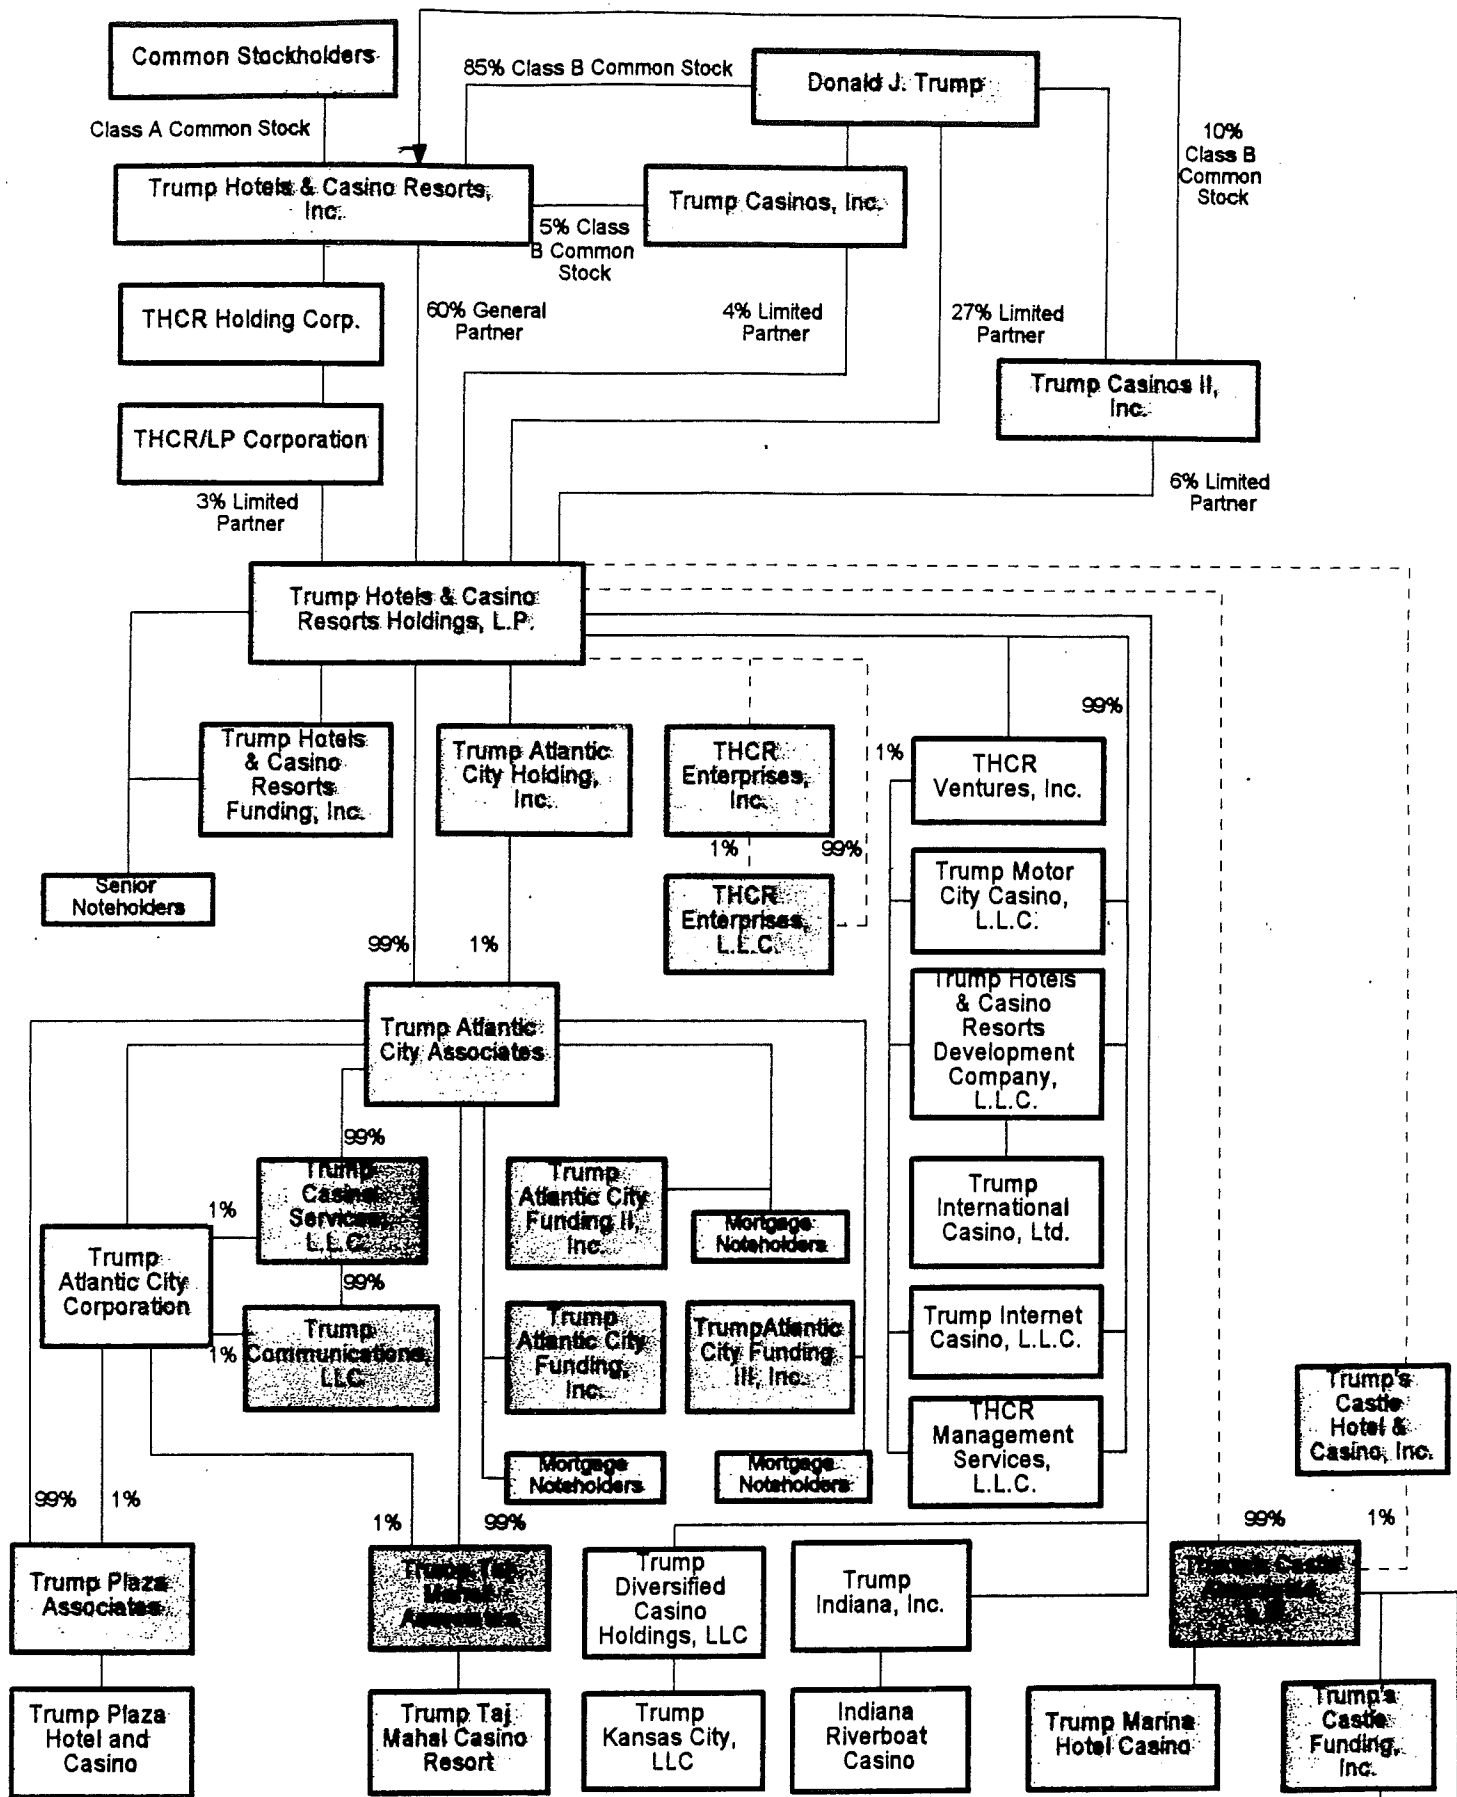 Common Stockholders
85% Class B Common Stock
Donald J. Trump
Class A Common Stock
10%
Class B
Common
Stock
Trump Hotels & Casino Resorts,
Inc.
Trump Casinos, Inc.
5% Class
B Common
Stock
THCR Holding Corp.
60% General
Partner
4% Limited
Partner
27% Limited
Partner
Trump Casinos II,
Inc.
THCR/LP Corporation
3% Limited
Partner
6% Limited
Partner
Trump Hotels & Casino
Resorts Holdings, L.P.
99%
Trump Hotels
& Casino
Resorts
Funding, Inc.
Trump Atlantic
City Holding,
Inc.
THCR
Enterprises,
Inc.
1%
THCR
Ventures, Inc.
1%
99%
Senior
Noteholders
THCR
Enterprises,
L.L.C.
Trump Motor
City Casino,
L.L.C.
99%
1%
Trump Hotels
& Casino
Resorts
Development
Company,
L.L.C.
Trump Atlantic
City Associates
99%
Trump
Casino
Services,
L.L.C.
Trump
Atlantic City
Funding II,
Inc.
Mortgage
Noteholders
Trump
International
Casino, Ltd.
1%
Trump
Atlantic City
Corporation
99%
Trump
Communications,
LLC
1%
Trump
Atlantic City
Funding,
Inc.
TrumpAtlantic
City Funding
III, Inc.
Trump Internet
Casino, L.L.C.
Trump's
Castle
Hotel &
Casino, Inc.
THCR
Management
Services,
L.L.C.
Mortgage
Noteholders
Mortgage
Noteholders
99%
1%
1%
99%
99%
1%
Trump Plaza
Associates
Trump Taj
Mahal
Associates
Trump
Diversified
Casino
Holdings, LLC
Trump
Indiana, Inc.
Trump's Castle
Associates,
L.P.
Trump Plaza
Hotel and
Casino
Trump Taj
Mahal Casino
Resort
Trump
Kansas City,
LLC
Indiana
Riverboat
Casino
Trump Marina
Hotel Casino
Trump's
Castle
Funding,
Inc.